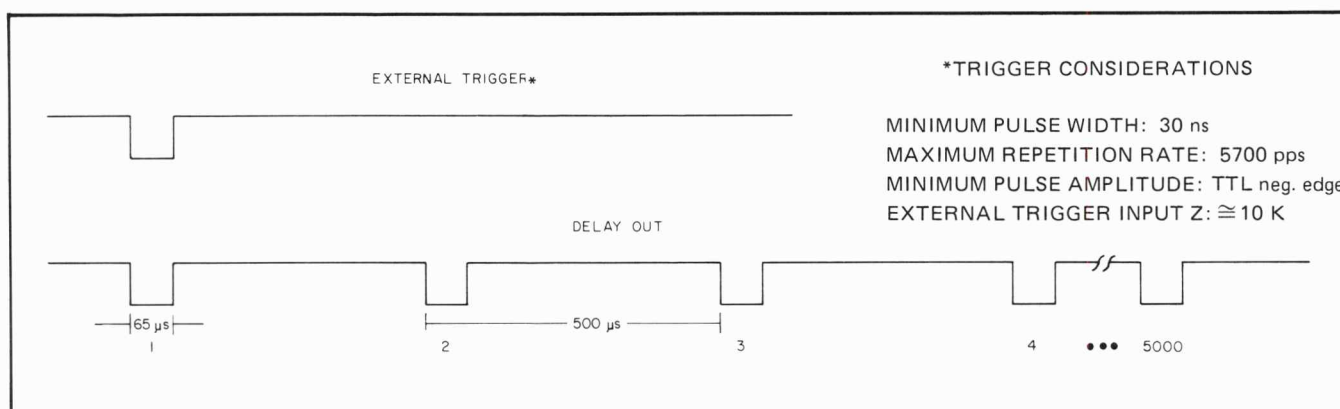 EXTERNAL TRIGGER*
*TRIGGER CONSIDERATIONS
MINIMUM PULSE WIDTH: 30 ns
MAXIMUM REPETITION RATE: 5700 pps
MINIMUM PULSE AMPLITUDE: TTL neg. edge
EXTERNAL TRIGGER INPUT Z: ≅10 K
DELAY OUT
65 μs
500 μs
1 2 3 4 ••• 5000